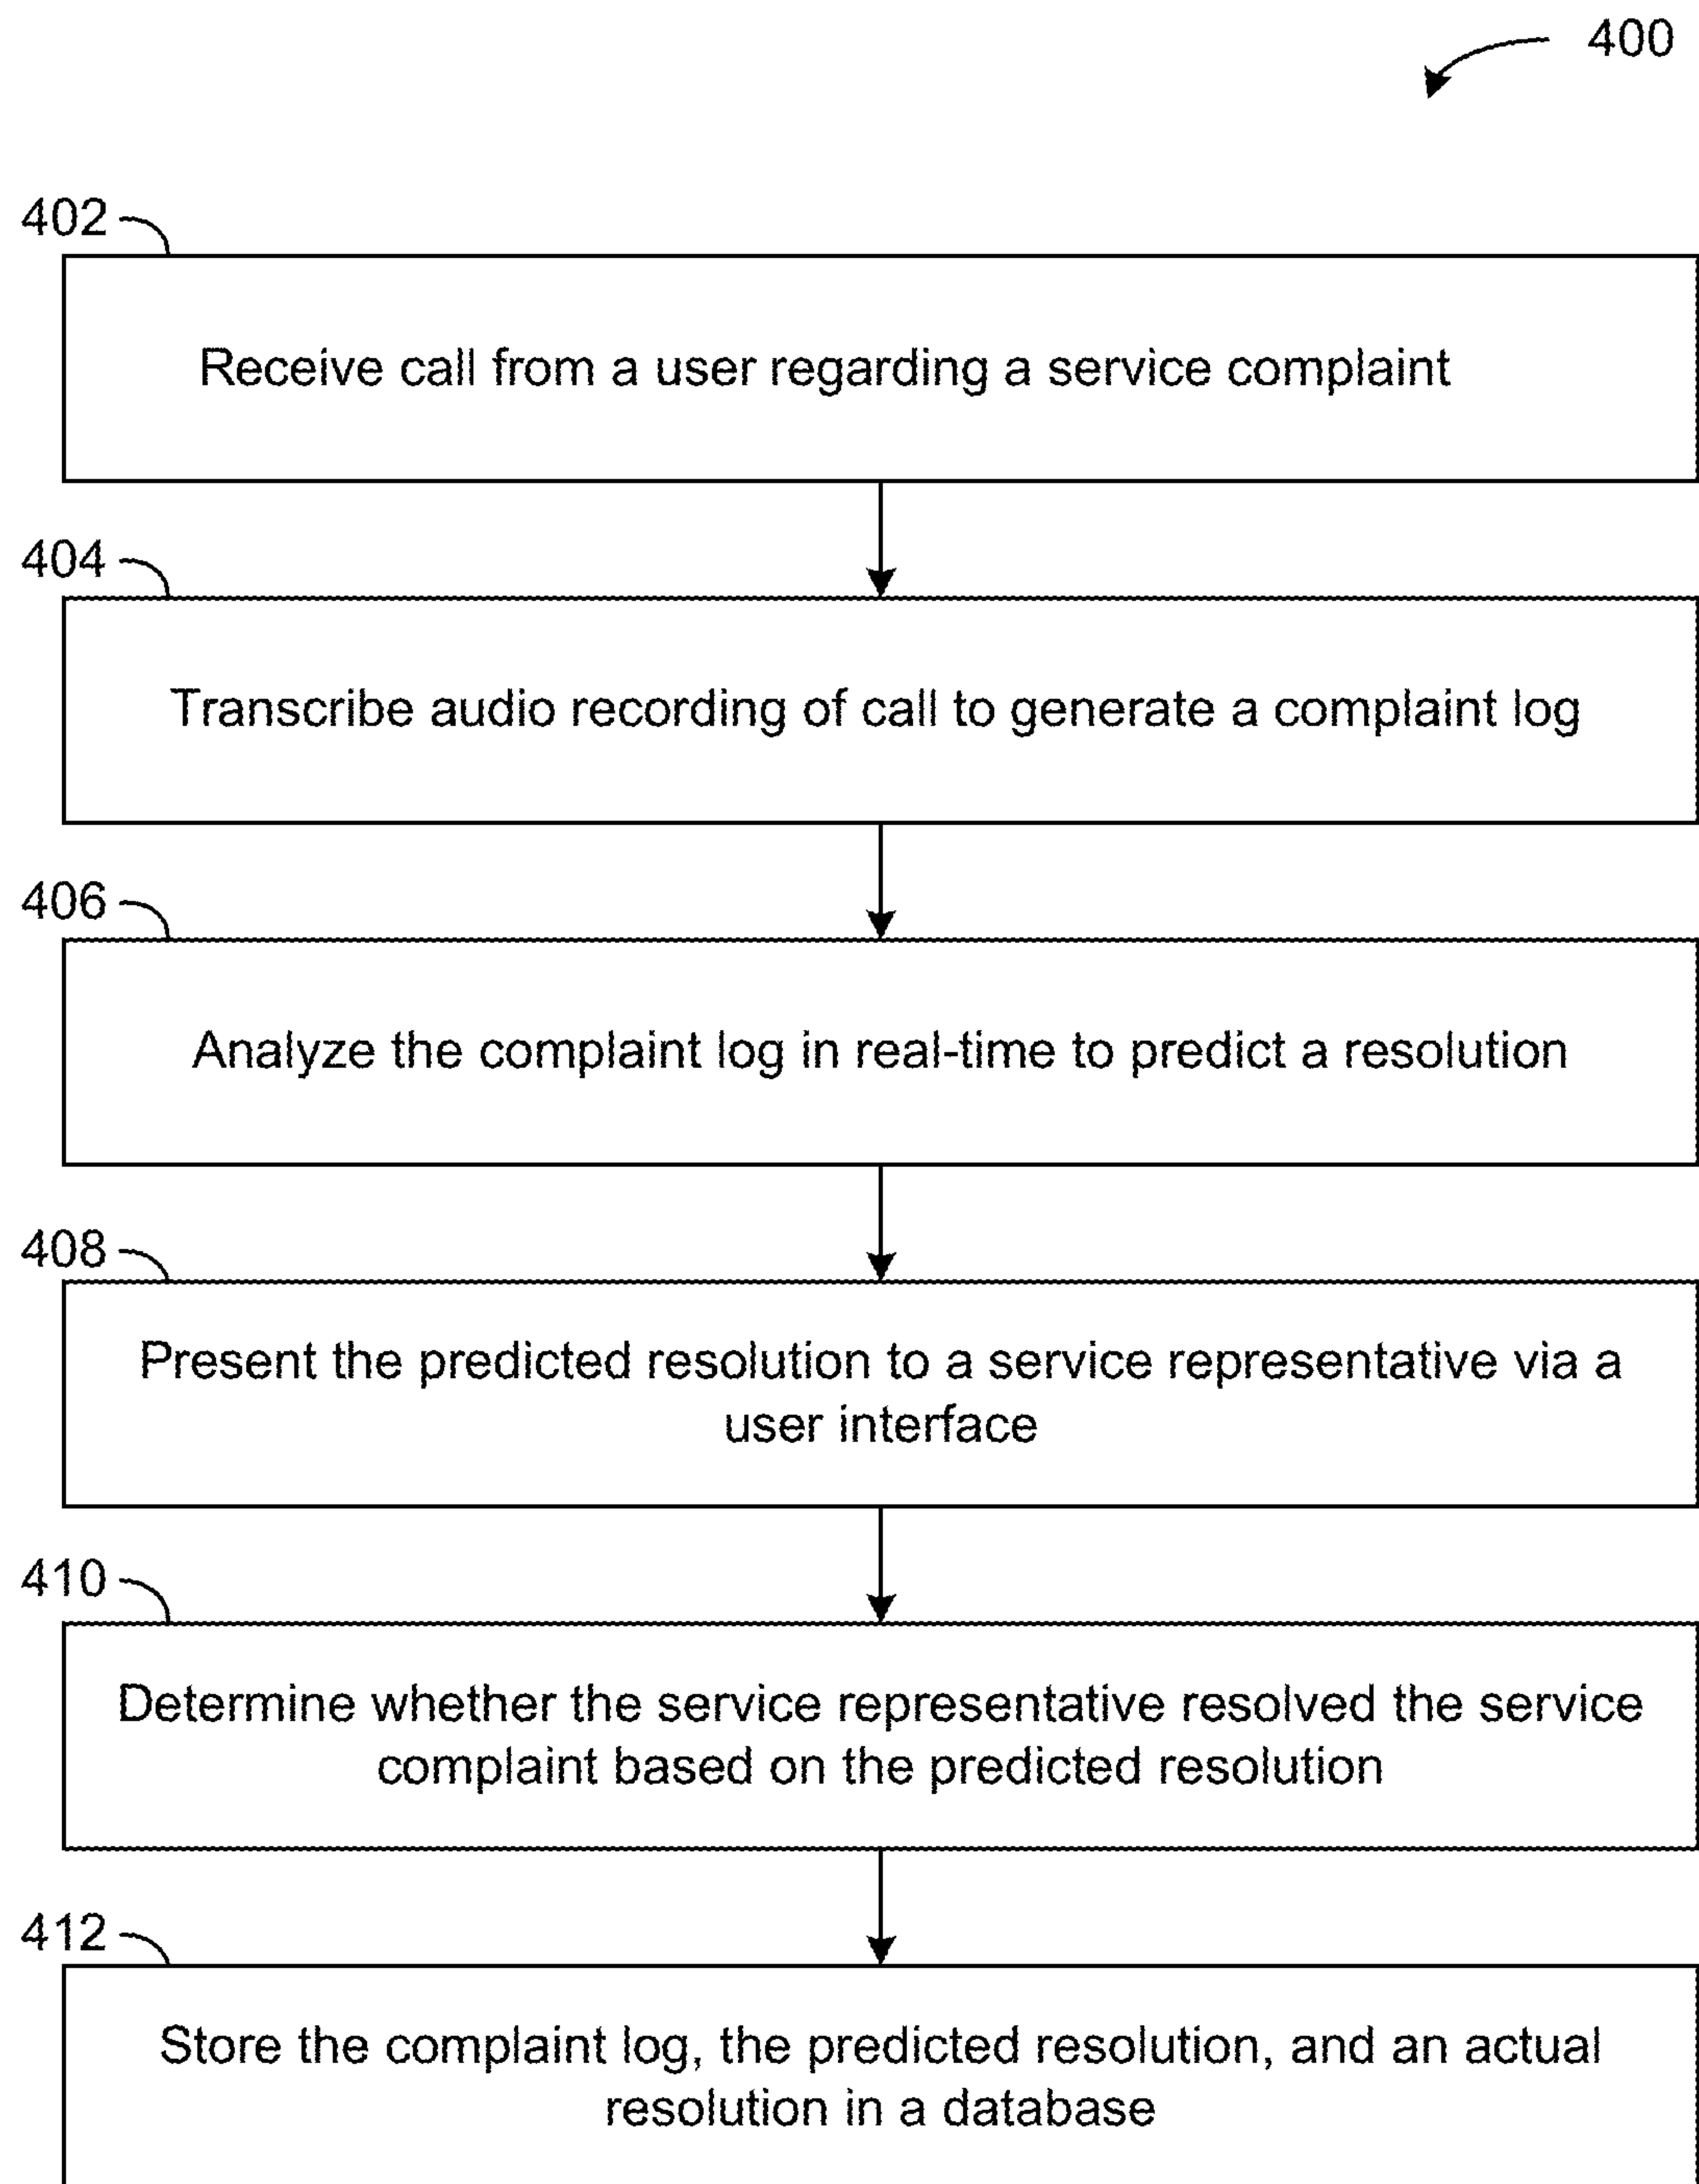 400
402
Receive call from a user regarding a service complaint
404
Transcribe audio recording of call to generate a complaint log
406
Analyze the complaint log in real-time to predict a resolution
408
Present the predicted resolution to a service representative via a
user interface
410
Determine whether the service representative resolved the service
complaint based on the predicted resolution
412
Store the complaint log, the predicted resolution, and an actual
resolution in a database